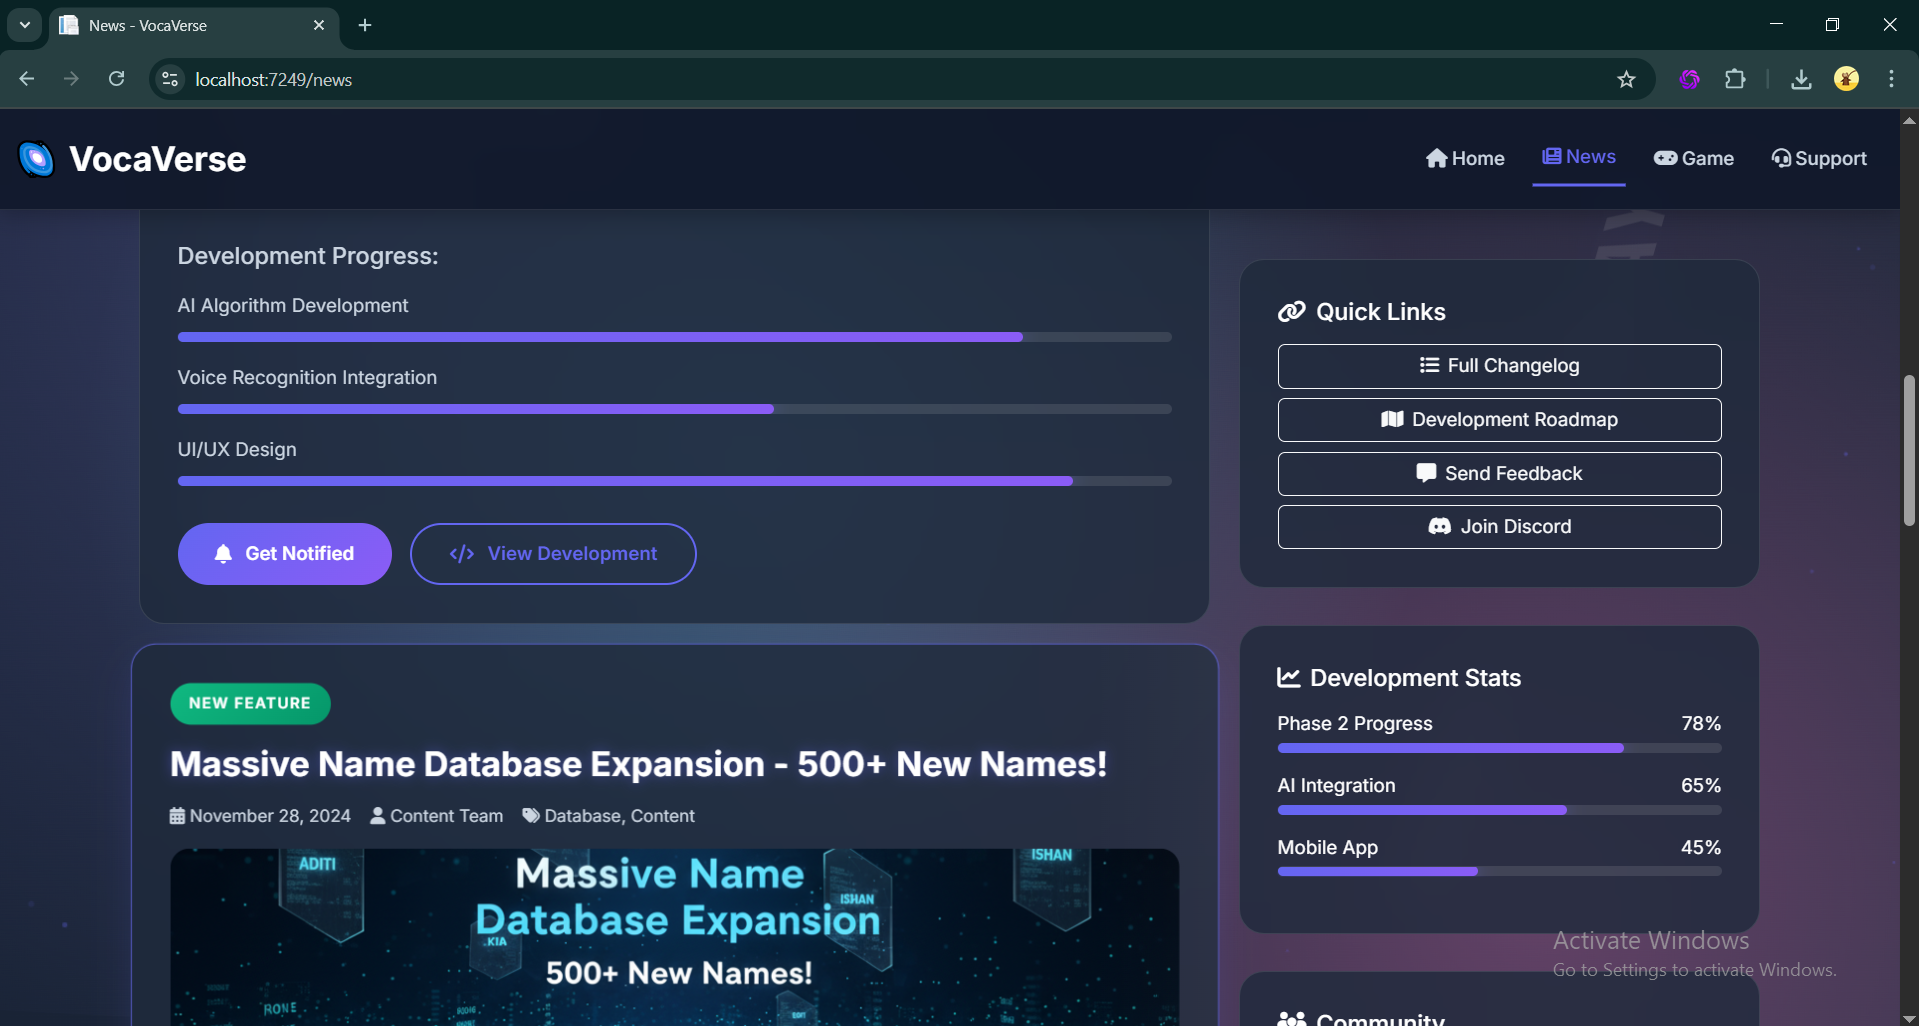 News - VocaVerse
localhost:7249/news
VocaVerse
Home
News
Game
Support
Development Progress:
AI Algorithm Development
Voice Recognition Integration
UI/UX Design
Get Notified
</> View Development
NEW FEATURE
Massive Name Database Expansion - 500+ New Names!
November 28, 2024 Content Team Database, Content
ADITI
ISHAN
Massive Name
ISHAN
Database Expansion
KIA
500+ New Names!
Quick Links
Full Changelog
Development Roadmap
Send Feedback
Join Discord
Development Stats
Phase 2 Progress 78%
AI Integration 65%
Mobile App 45%
Activate Windows
Go to Settings to activate Windows.
Community